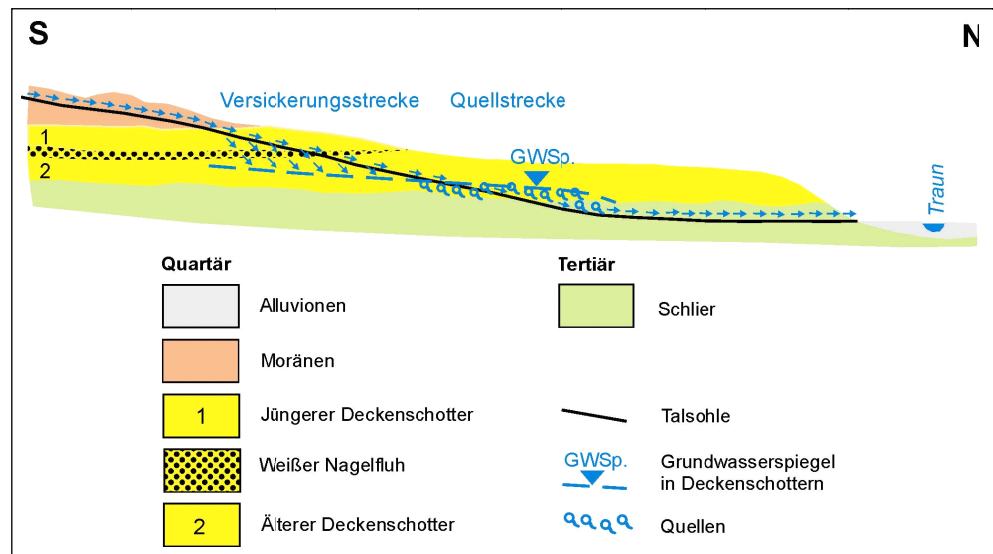 S
N
Versickerungsstrecke
Quellstrecke
GWSp.
1
2
Traun
Quartär
Tertiär
Alluvionen
Schlier
Moränen
1
Jüngerer Deckenschotter
Talsohle
Weißer Nagelfluh
GWSp.
Grundwasserspiegel
in Deckenschottern
2
Älterer Deckenschotter
Quellen